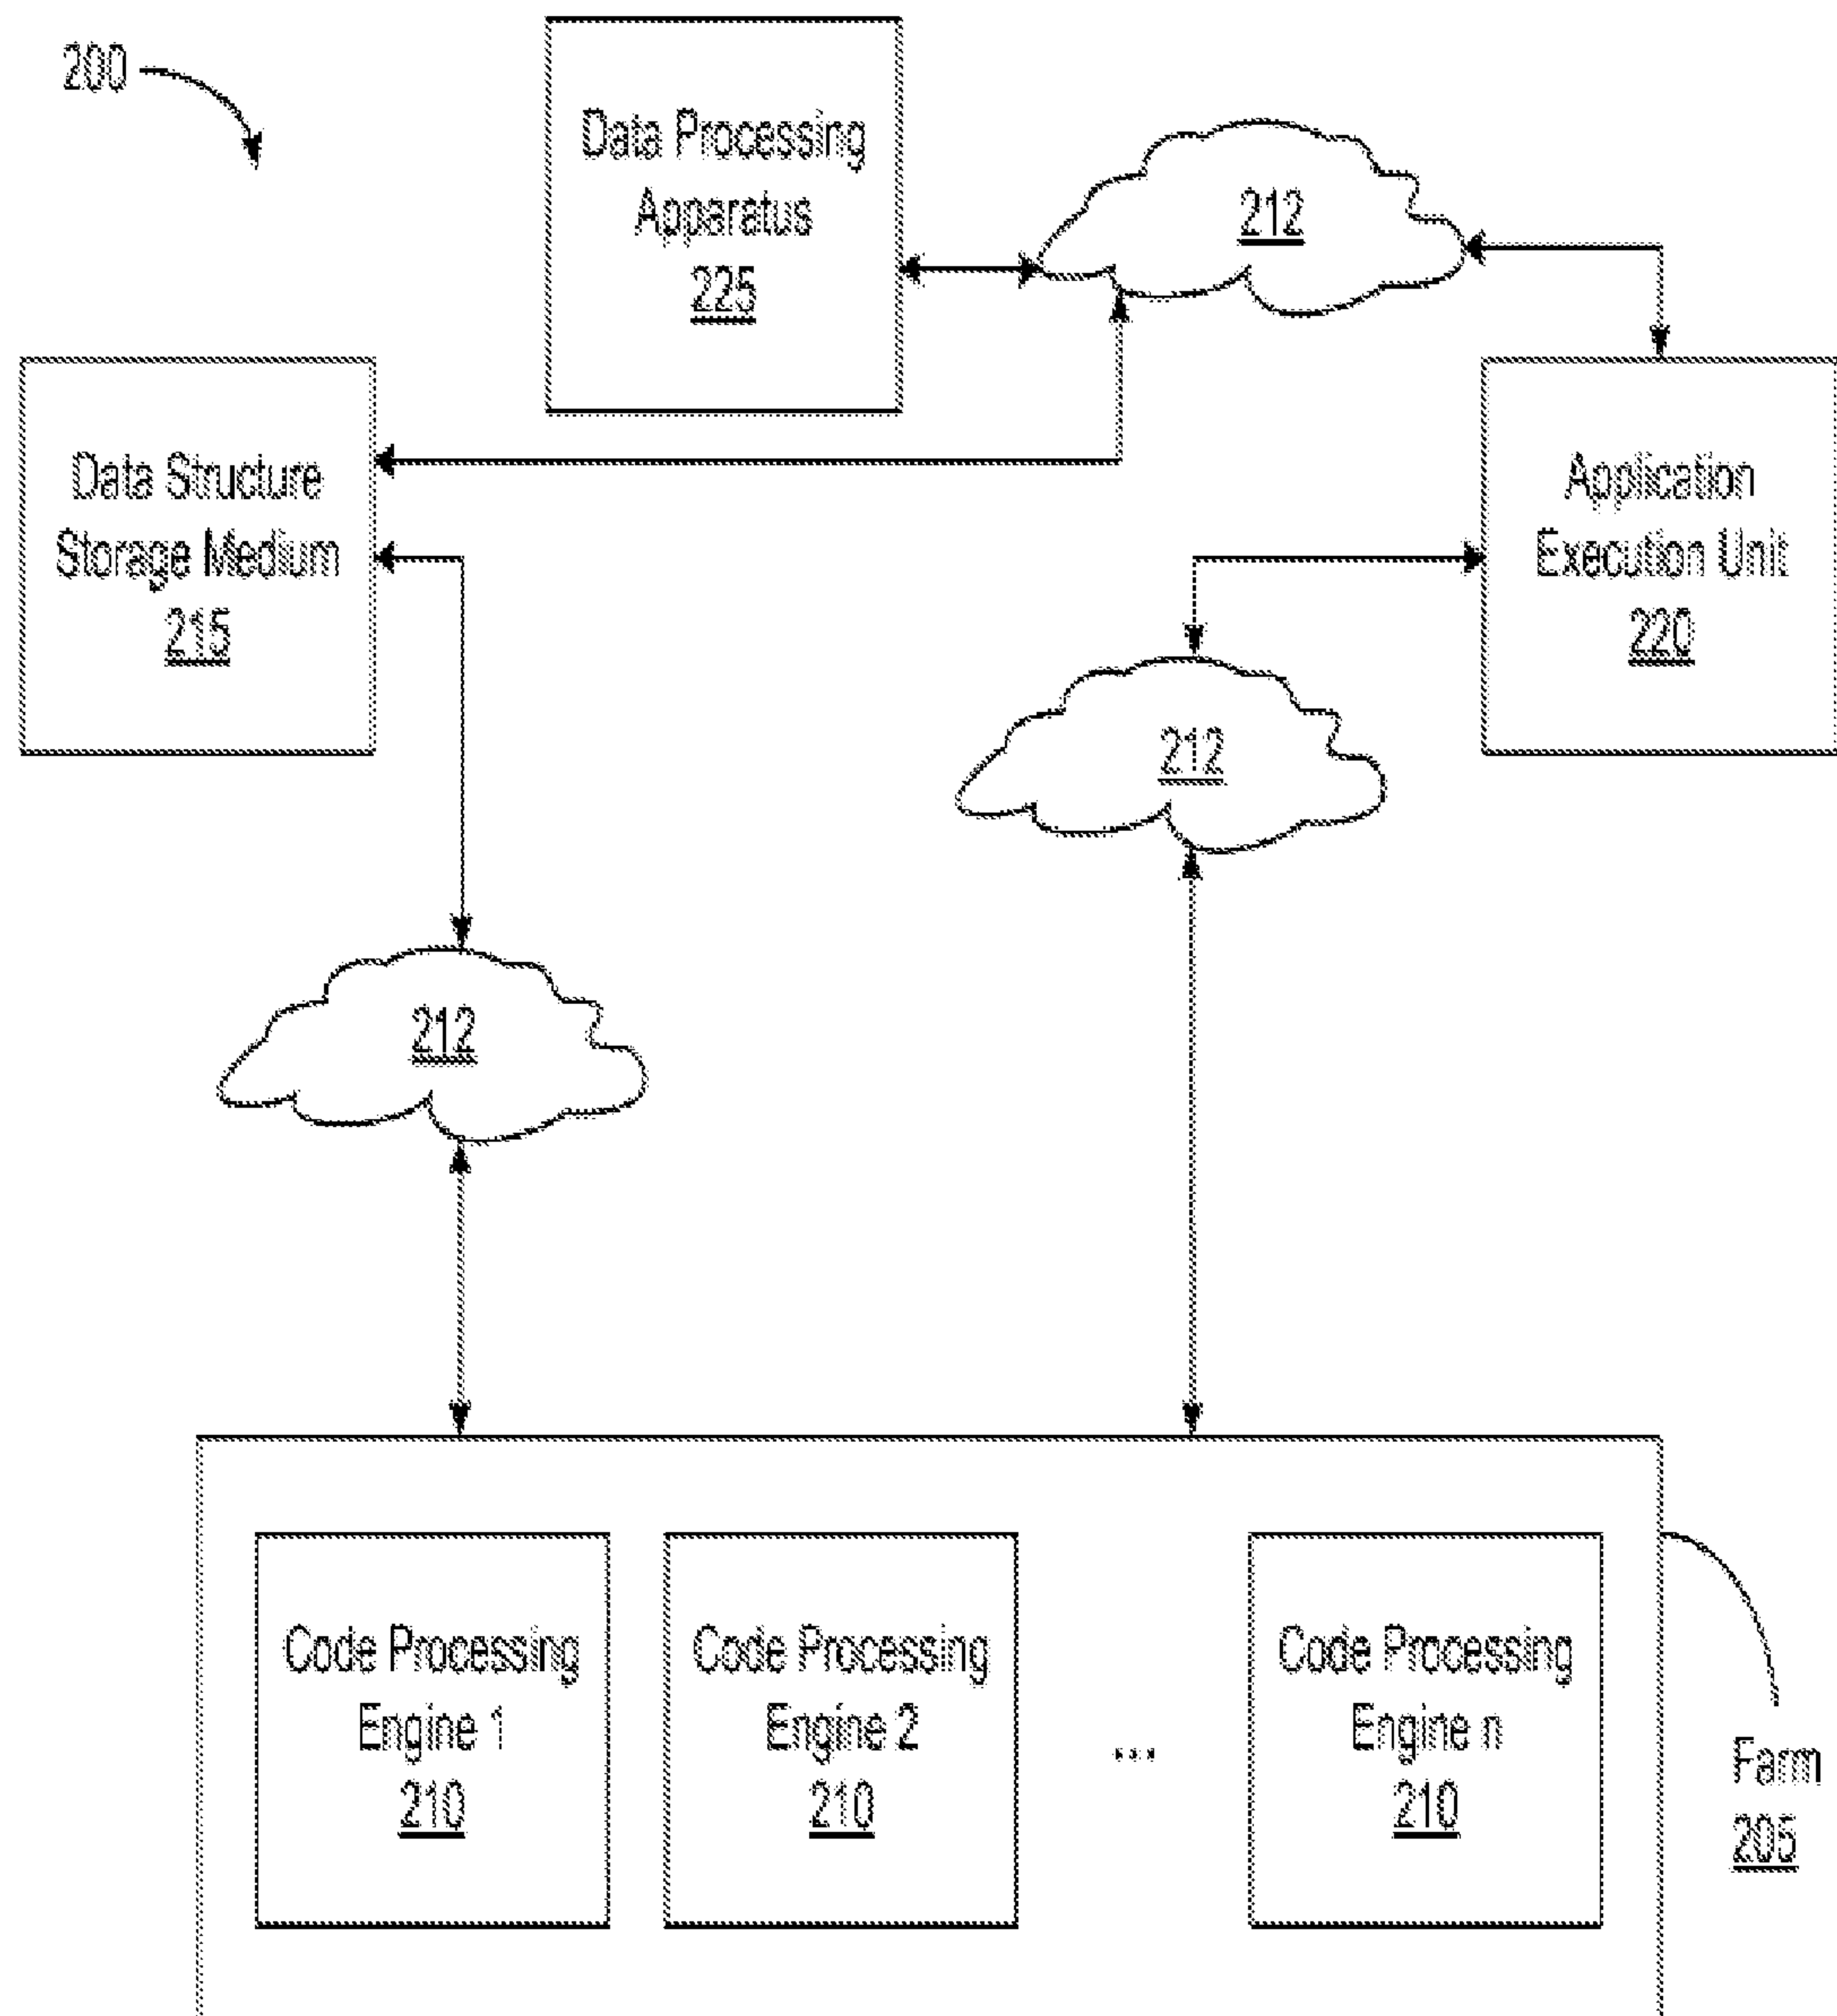 200
Data Processing
Apparatus
225
212
Data Structure
Storage Medium
215
Application
Execution Unit
220
212
212
Code Processing
Engine 1
210
Code Processing
Engine 2
210
...
Code Processing
Engine n
210
Farm
205